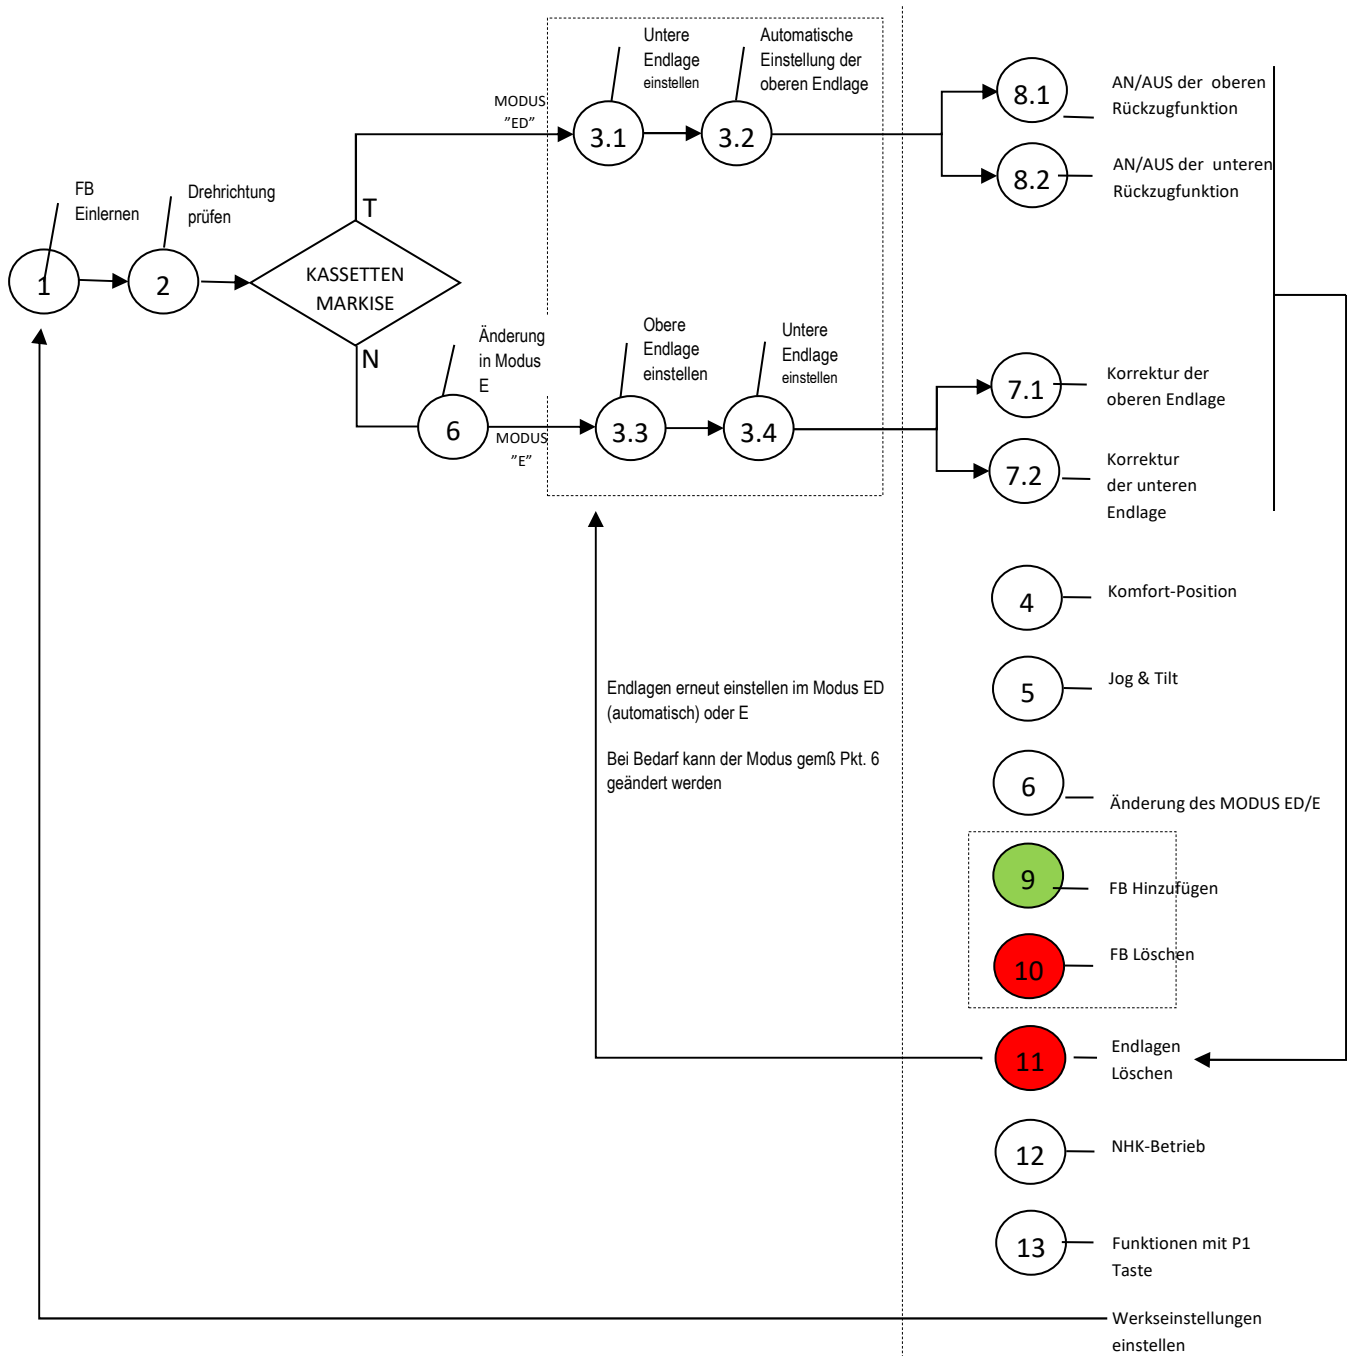 FB
Einlernen
1
Drehrichtung
prüfen
2
KASSETTEN
MARKISE
T
N
MODUS
"ED"
Untere
Endlage
einstellen
3.1
Automatische
Einstellung der
oberen Endlage
3.2
8.1
AN/AUS der oberen
Rückzugfunktion
8.2
AN/AUS der unteren
Rückzugfunktion
Änderung
in Modus
E
6
MODUS
"E"
Obere
Endlage
einstellen
3.3
Untere
Endlage
einstellen
3.4
7.1
Korrektur der
oberen Endlage
7.2
Korrektur
der unteren
Endlage
4
Komfort-Position
5
Jog & Tilt
Endlagen erneut einstellen im Modus ED
(automatisch) oder E
Bei Bedarf kann der Modus gemß Pkt. 6
geändert werden
6
Änderung des MODUS ED/E
9
FB Hinzufügen
10
FB Löschen
11
Endlagen
Löschen
12
NHK-Betrieb
13
Funktionen mit P1
Taste
Werkseinstellungen
einstellen